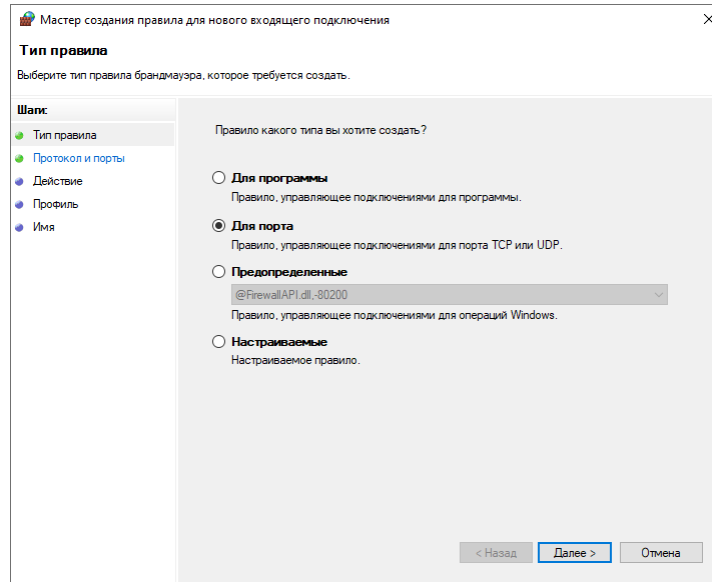 Мастер создания правила для нового входящего подключения
Тип правила
Выберите тип правила брандмауэра, которое требуется создать.
Шаги:
Тип правила
Протокол и порты
Действие
Профиль
Имя
Правило какого типа вы хотите создать?
Для программы
Правило, управляющее подключениями для программы.
Для порта
Правило, управляющее подключениями для порта TCP или UDP.
Предопределенные
@FirewallAPI.dll,-80200
Правило, управляющее подключениями для операций Windows.
Настраиваемые
Настраиваемое правило.
< Назад
Далее >
Отмена